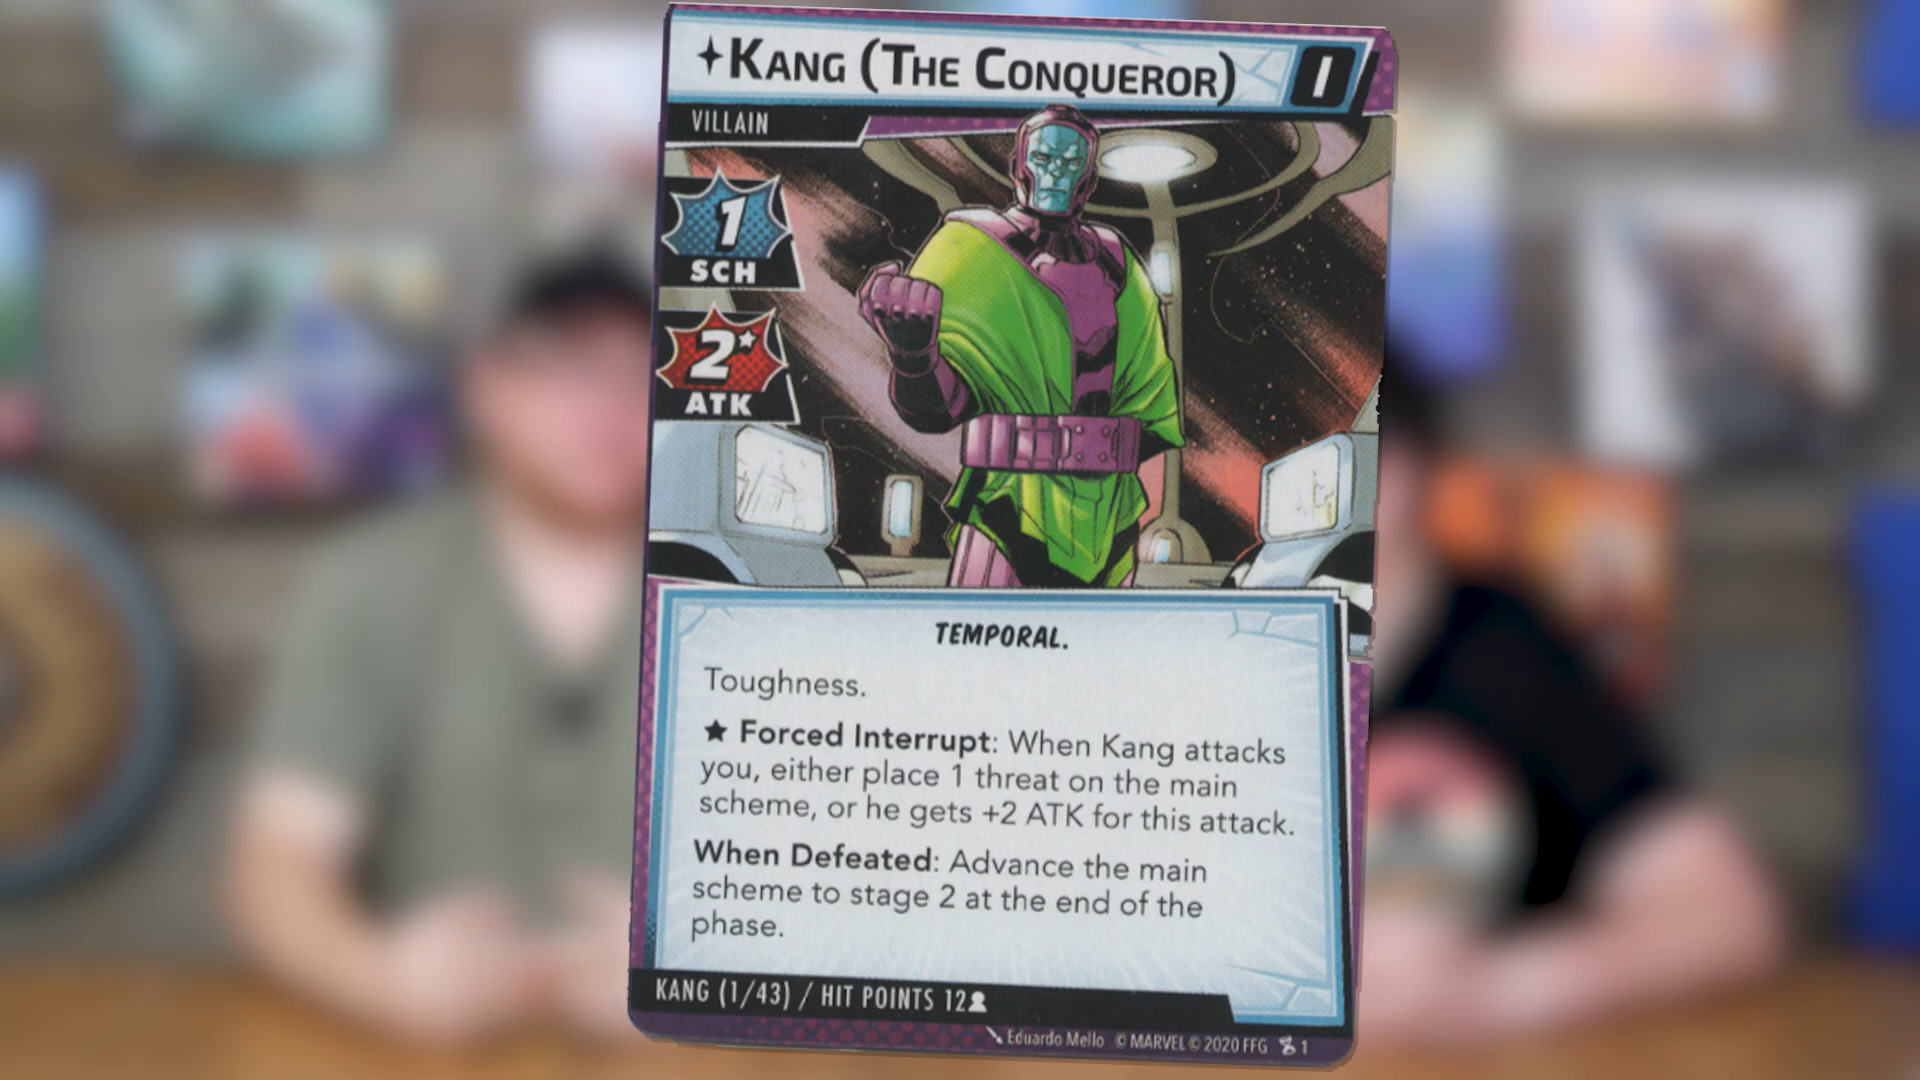 KANG (THE CONQUEROR) I
VILLAIN
1
SCH
2★
ATK
TEMPORAL.
Toughness.
★ Forced Interrupt: When Kang attacks
you, either place 1 threat on the main
scheme, or he gets +2 ATK for this attack.
When Defeated: Advance the main
scheme to stage 2 at the end of the
phase.
KANG (1/43) / HIT POINTS 12
Eduardo Mello © MARVEL © 2020 FFG 1